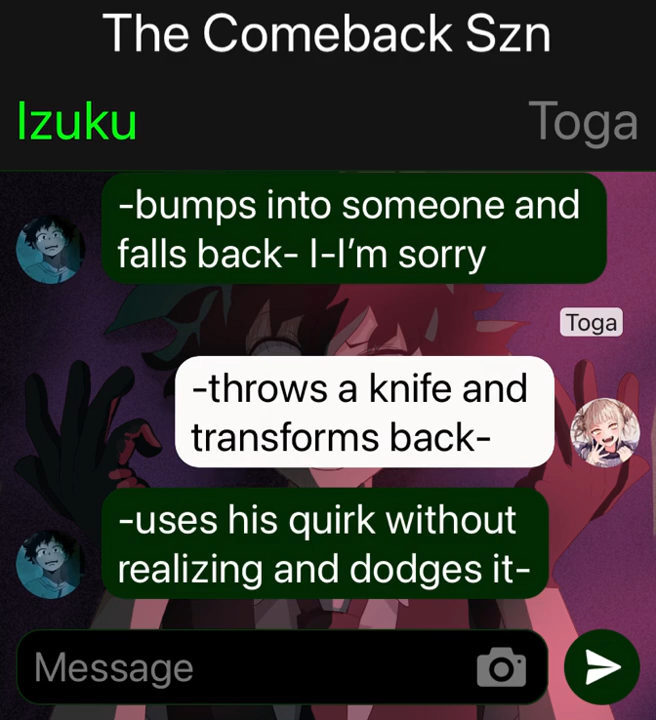 The Comeback Szn
Izuku
Toga
-bumps into someone and
falls back- I-I’m sorry
Toga
-throws a knife and
transforms back-
-uses his quirk without
realizing and dodges it-
Message